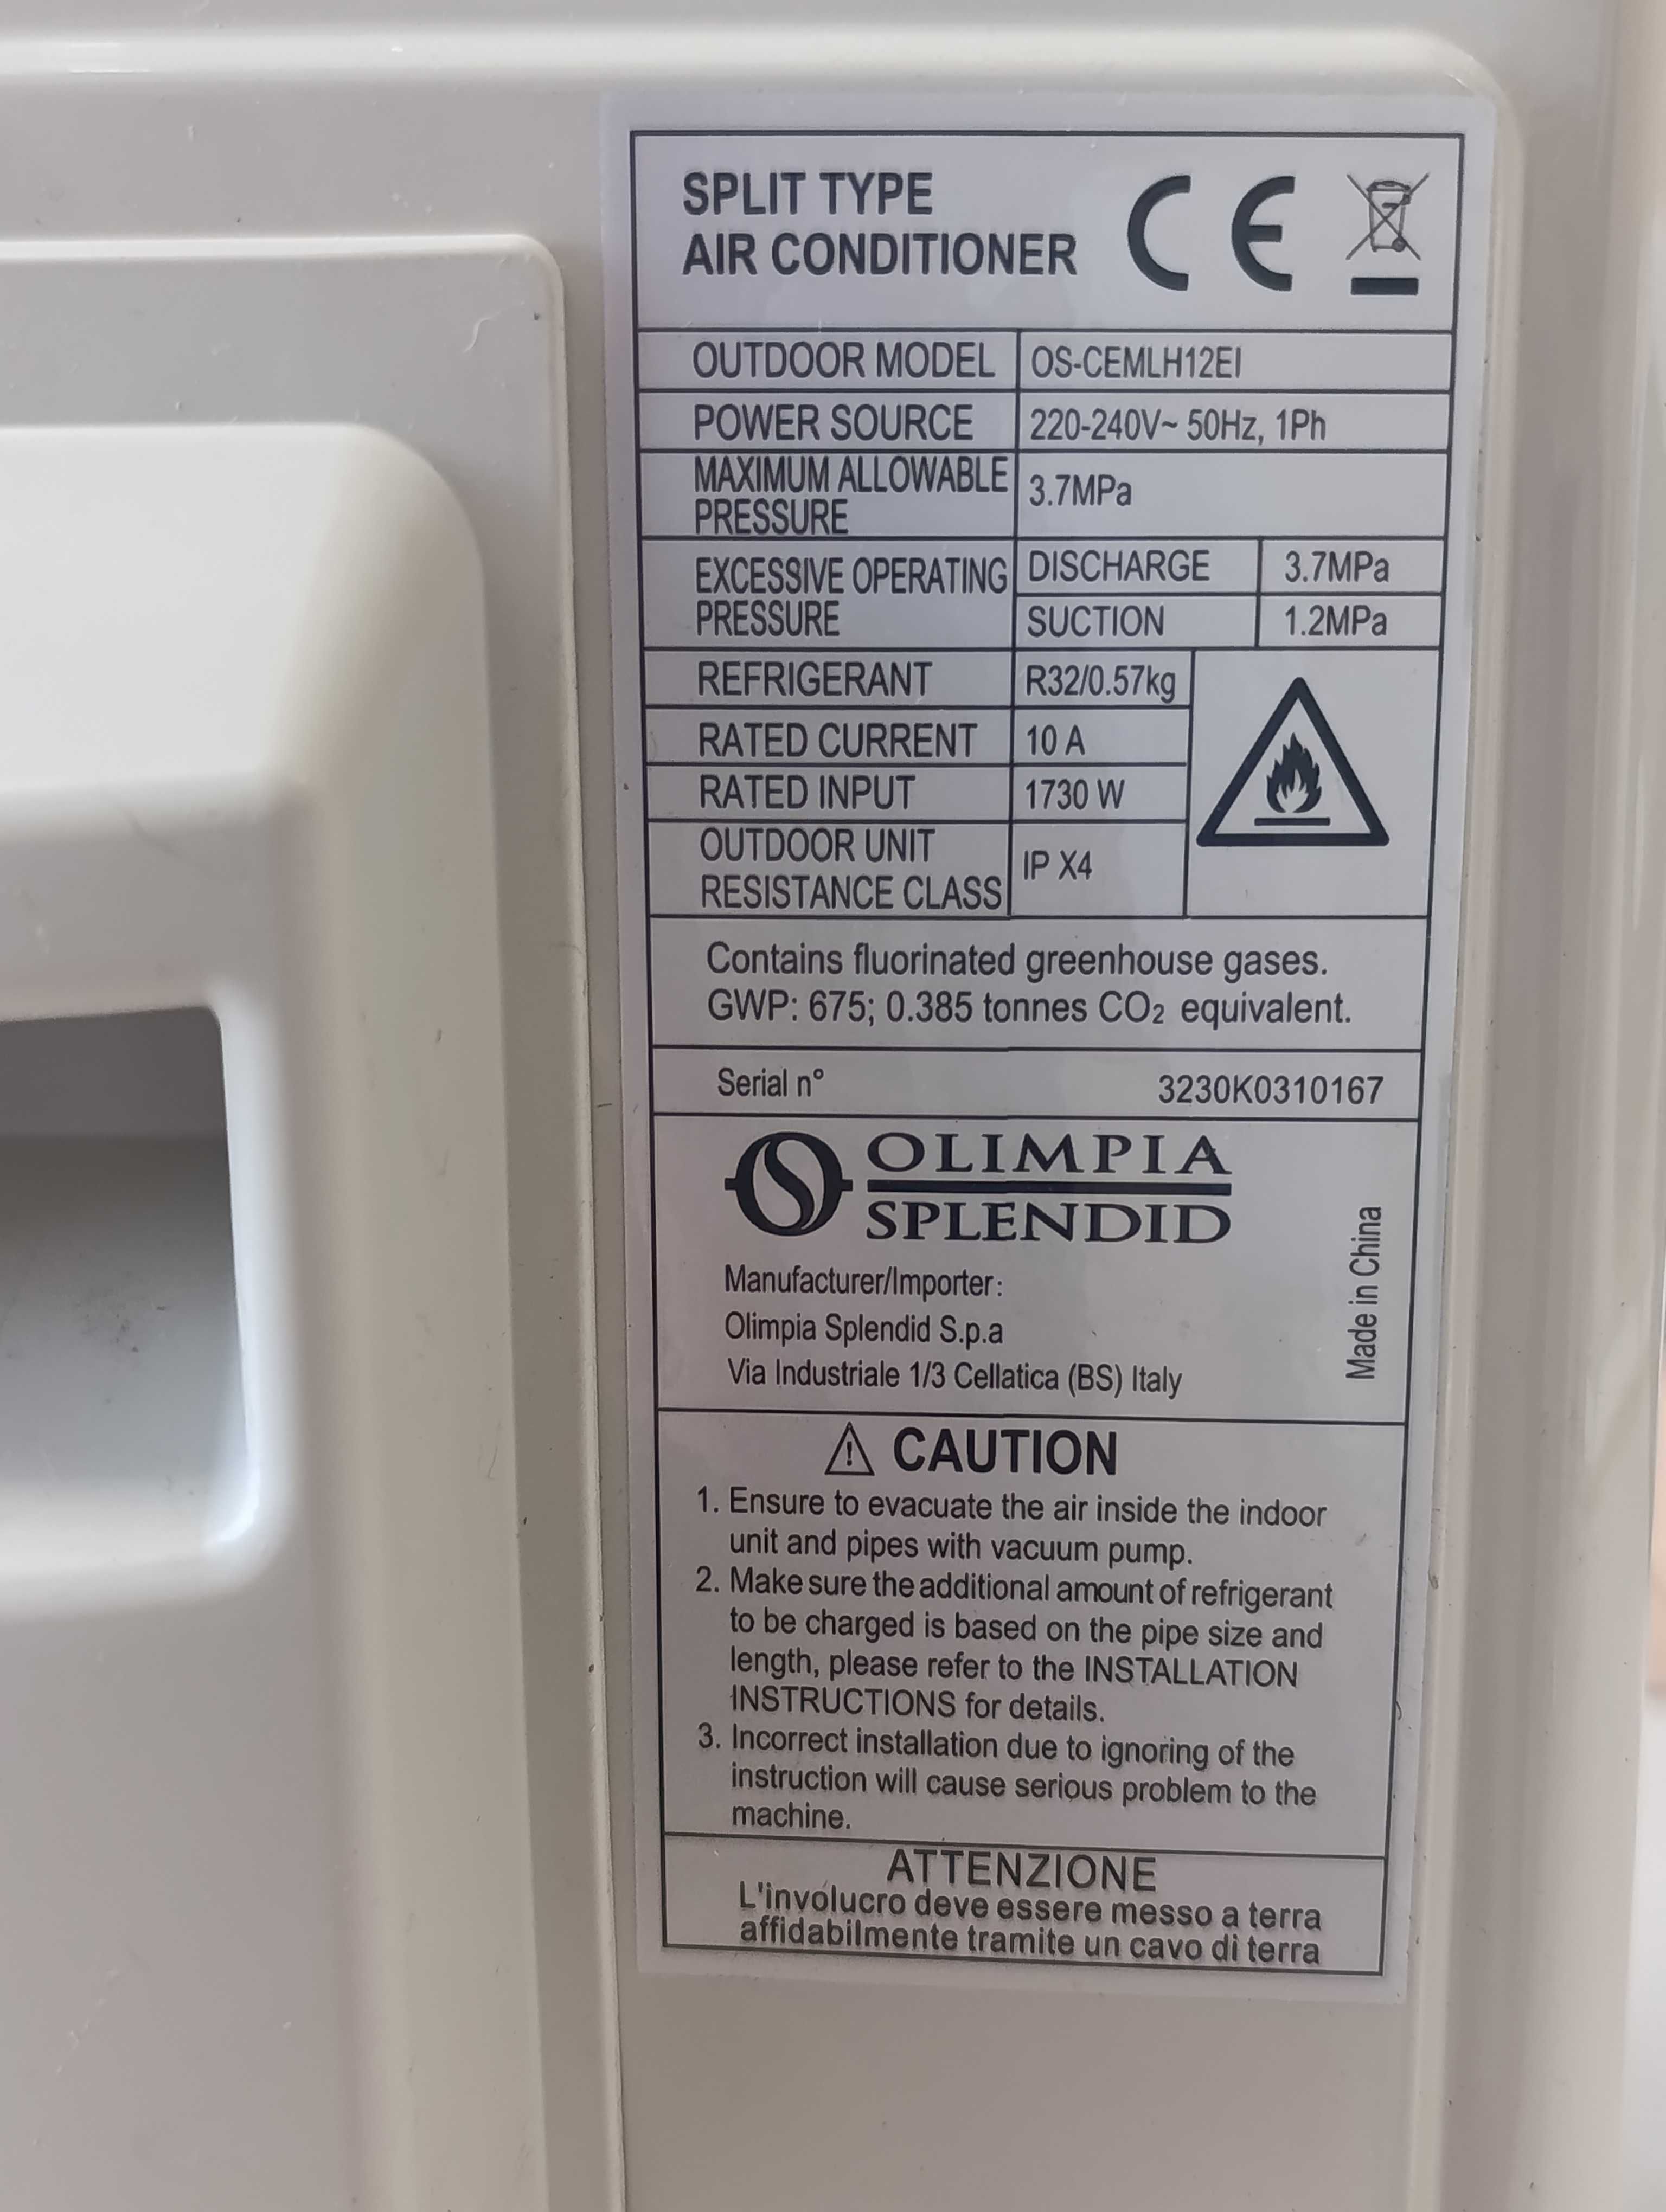 SPLIT TYPE
AIR CONDITIONER CE
OUTDOOR MODEL OS-CEMLH12EI
POWER SOURCE 220-240V~ 50Hz, 1Ph
MAXIMUM ALLOWABLE
PRESSURE 3.7MPa
EXCESSIVE OPERATING
PRESSURE
DISCHARGE 3.7MPa
SUCTION 1.2MPa
REFRIGERANT R32/0.57kg
RATED CURRENT 10 A
RATED INPUT 1730 W
OUTDOOR UNIT
RESISTANCE CLASS IP X4
Contains fluorinated greenhouse gases.
GWP: 675; 0.385 tonnes CO₂ equivalent.
Serial n° 3230K0310167
OLIMPIA
SPLENDID
Manufacturer/Importer:
Olimpia Splendid S.p.a
Via Industriale 1/3 Cellatica (BS) Italy
Made in China
CAUTION
1. Ensure to evacuate the air inside the indoor
unit and pipes with vacuum pump.
2. Make sure the additional amount of refrigerant
to be charged is based on the pipe size and
length, please refer to the INSTALLATION
INSTRUCTIONS for details.
3. Incorrect installation due to ignoring of the
instruction will cause serious problem to the
machine.
ATTENZIONE
L'involucro deve essere messo a terra
affidabilmente tramite un cavo di terra